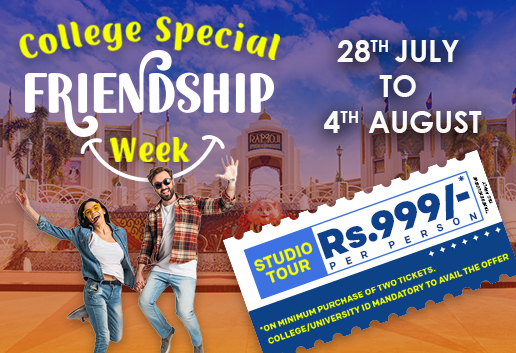 College Special
FRIENDSHIP
Week
28TH JULY
TO
4TH AUGUST
RAMOJI
STUDIO
TOUR
Rs.999/-*
PER PERSON
*ON MINIMUM PURCHASE OF TWO TICKETS,
COLLEGE/UNIVERSITY ID MANDATORY TO AVAIL THE OFFER